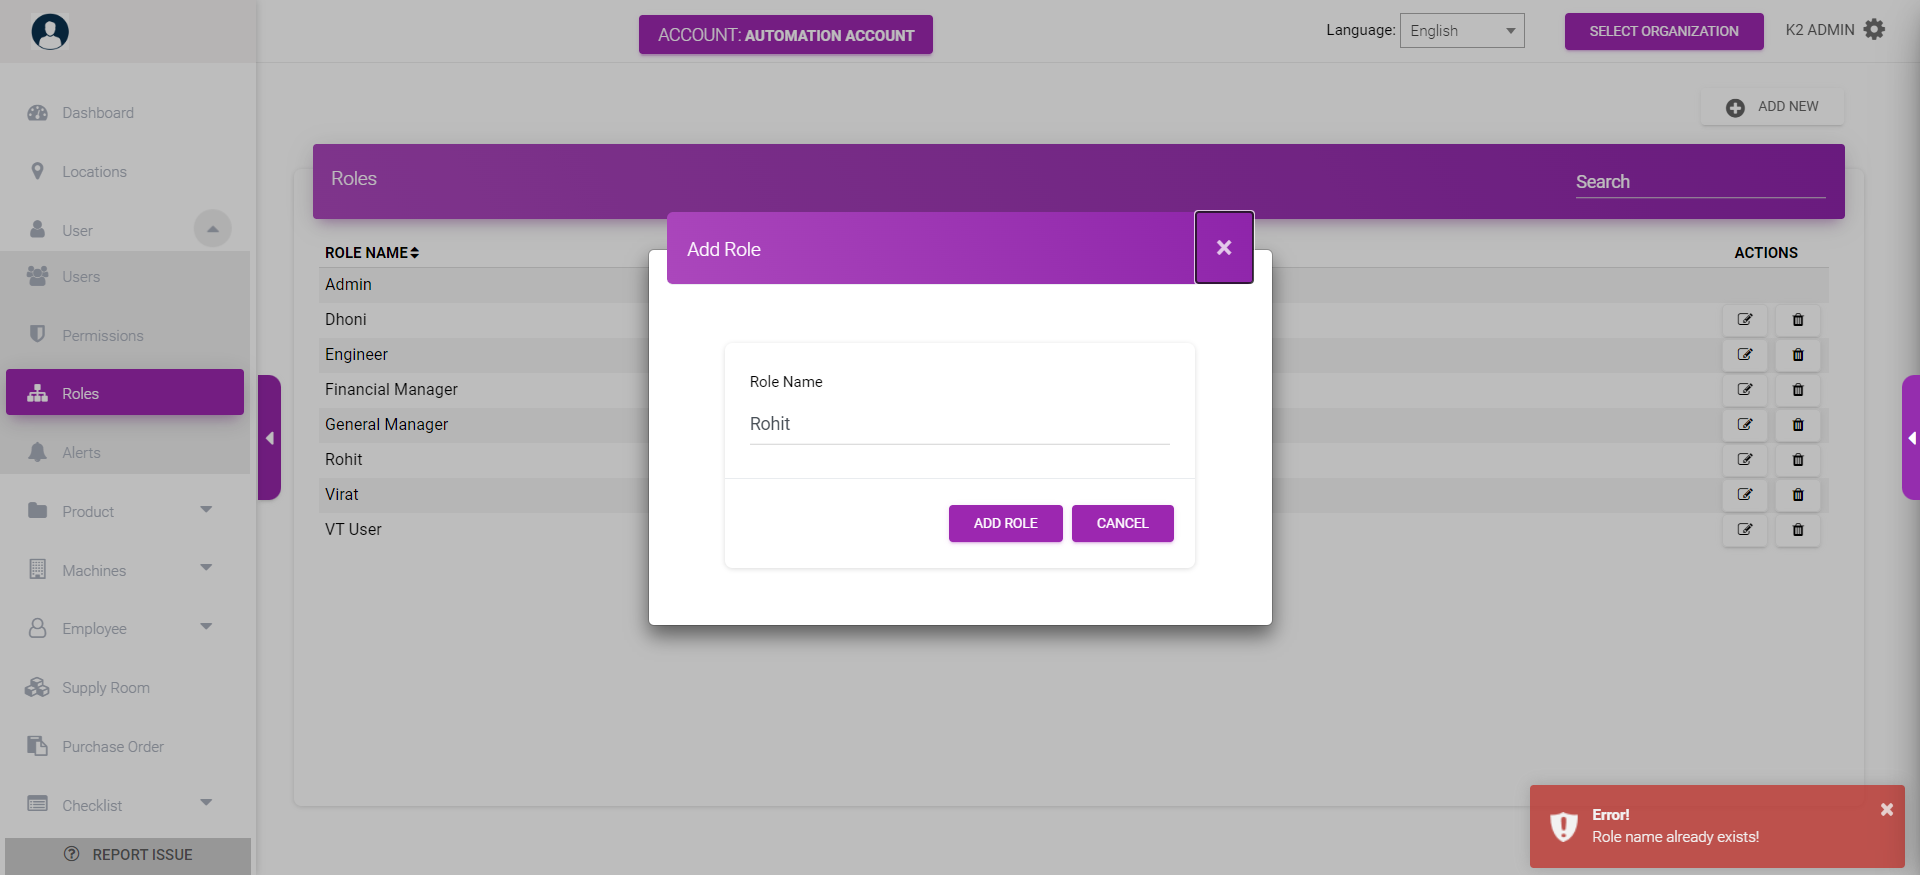 ACCOUNT: AUTOMATION ACCOUNT
Language: English
SELECT ORGANIZATION
K2 ADMIN
Dashboard
Locations
User
Users
Permissions
Roles
Alerts
Product
Machines
Employee
Supply Room
Purchase Order
Checklist
REPORT ISSUE
ADD NEW
Roles
Search
ROLE NAME
ACTIONS
Admin
Dhoni
Engineer
Financial Manager
General Manager
Rohit
Virat
VT User
Add Role
×
Role Name
Rohit
ADD ROLE
CANCEL
Error!
×
Role name already exists!